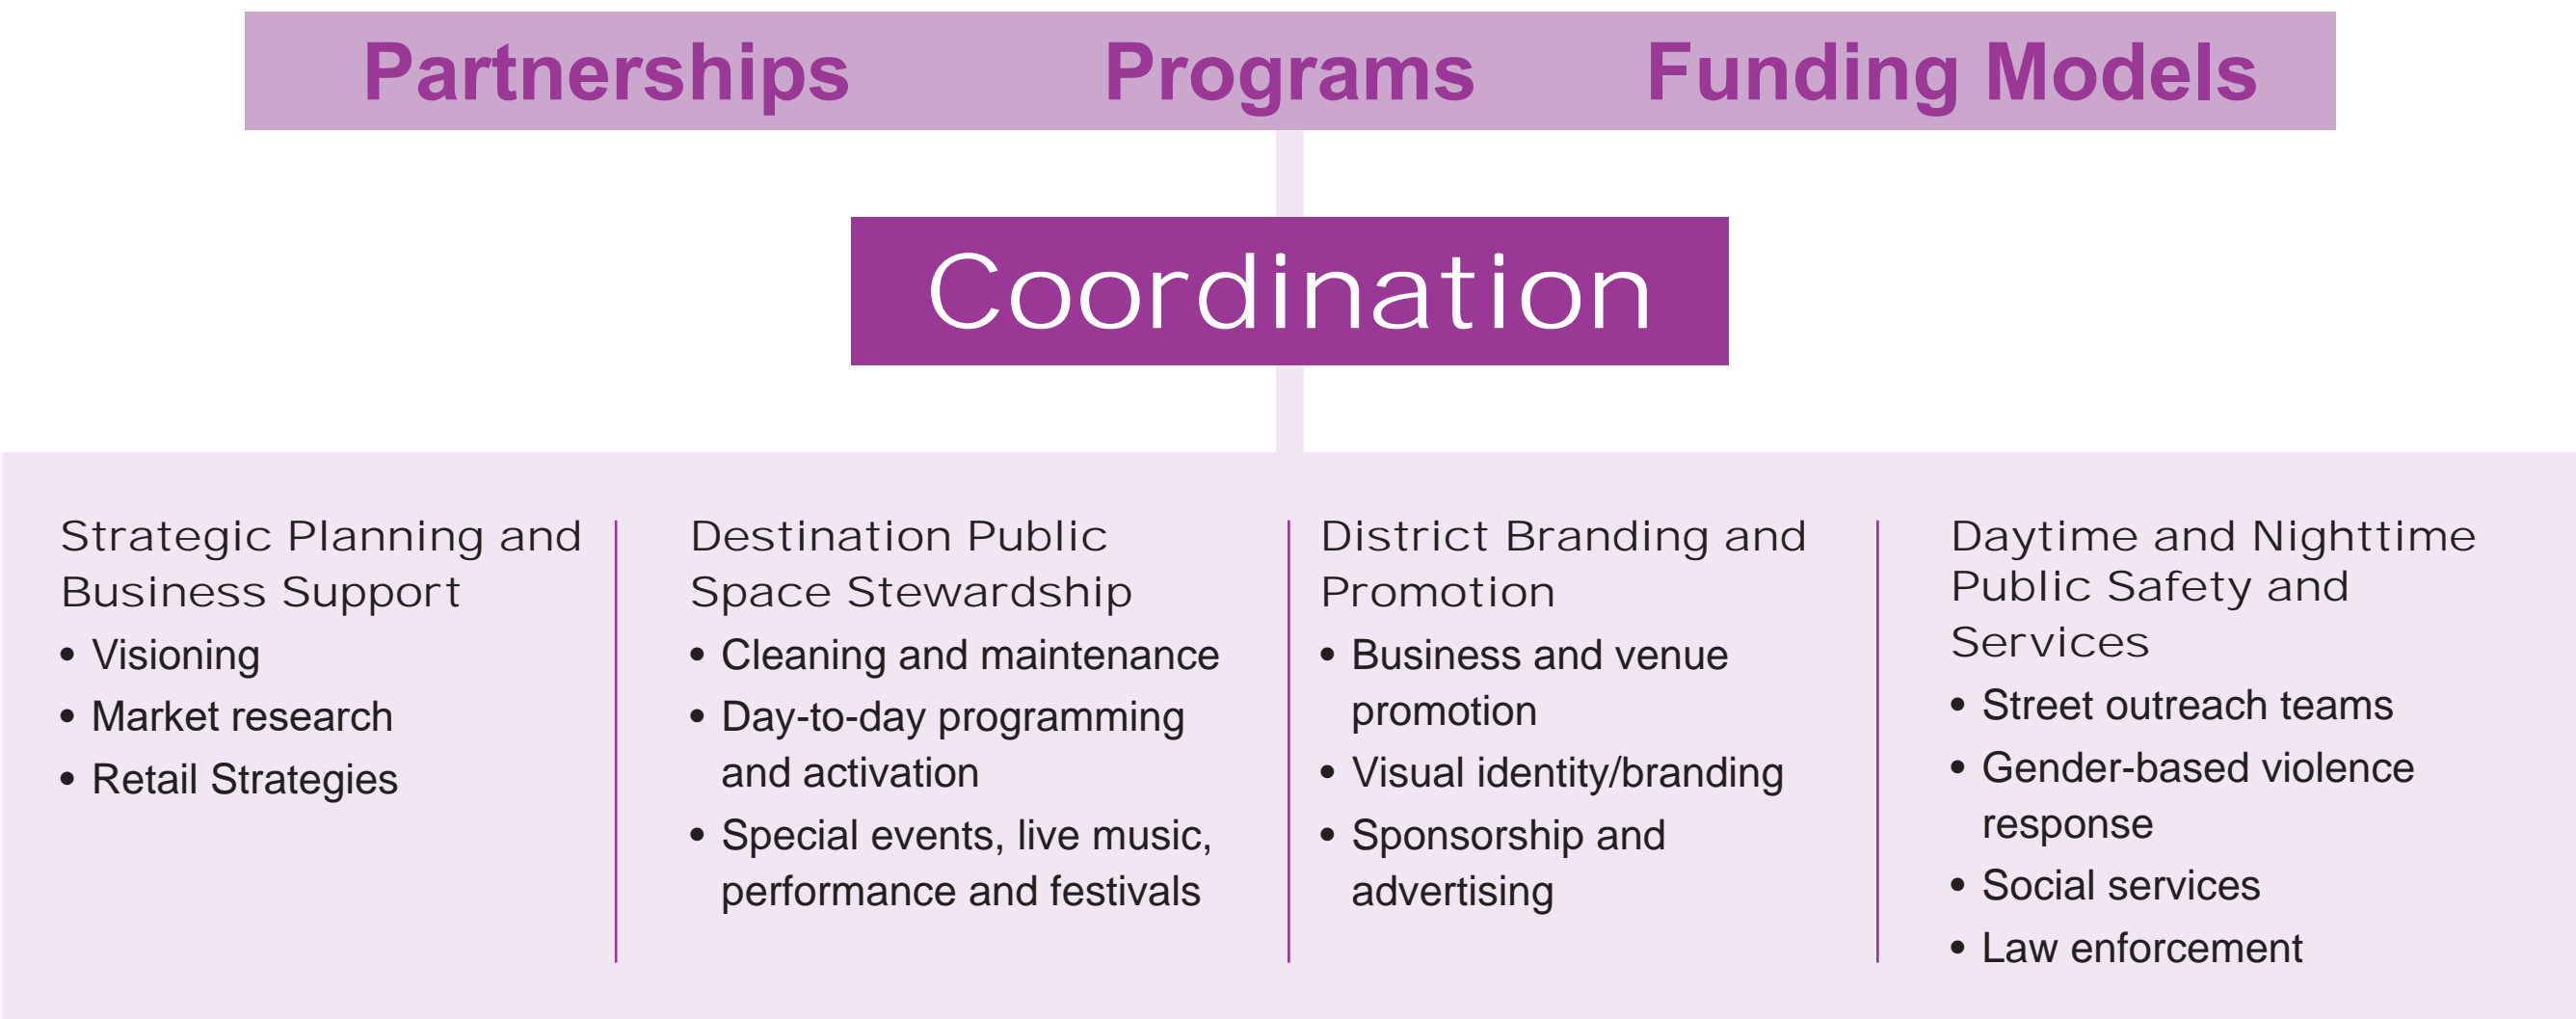 Partnerships Programs Funding Models
Coordination
Strategic Planning and
Business Support
• Visioning
• Market research
• Retail Strategies
Destination Public
Space Stewardship
• Cleaning and maintenance
• Day-to-day programming
and activation
• Special events, live music,
performance and festivals
District Branding and
Promotion
• Business and venue
promotion
• Visual identity/branding
• Sponsorship and
advertising
Daytime and Nighttime
Public Safety and
Services
• Street outreach teams
• Gender-based violence
response
• Social services
• Law enforcement